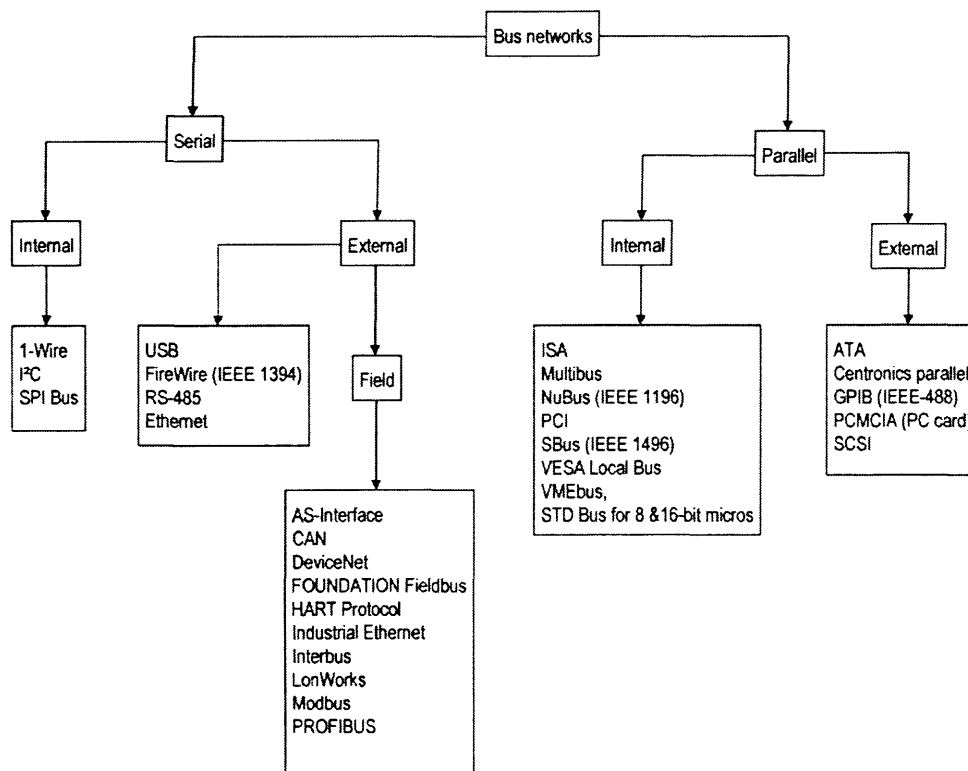 Bus networks
Serial
Parallel
Internal
External
Internal
External
1-Wire
I²C
SPI Bus
USB
FireWire (IEEE 1394)
RS-485
Ethernet
Field
ISA
Multibus
NuBus (IEEE 1196)
PCI
SBus (IEEE 1496)
VESA Local Bus
VMEbus,
STD Bus for 8 &16-bit micros
ATA
Centronics parallel
GPIB (IEEE-488)
PCMCIA (PC card)
SCSI
AS-Interface
CAN
DeviceNet
FOUNDATION Fieldbus
HART Protocol
Industrial Ethernet
Interbus
LonWorks
Modbus
PROFIBUS